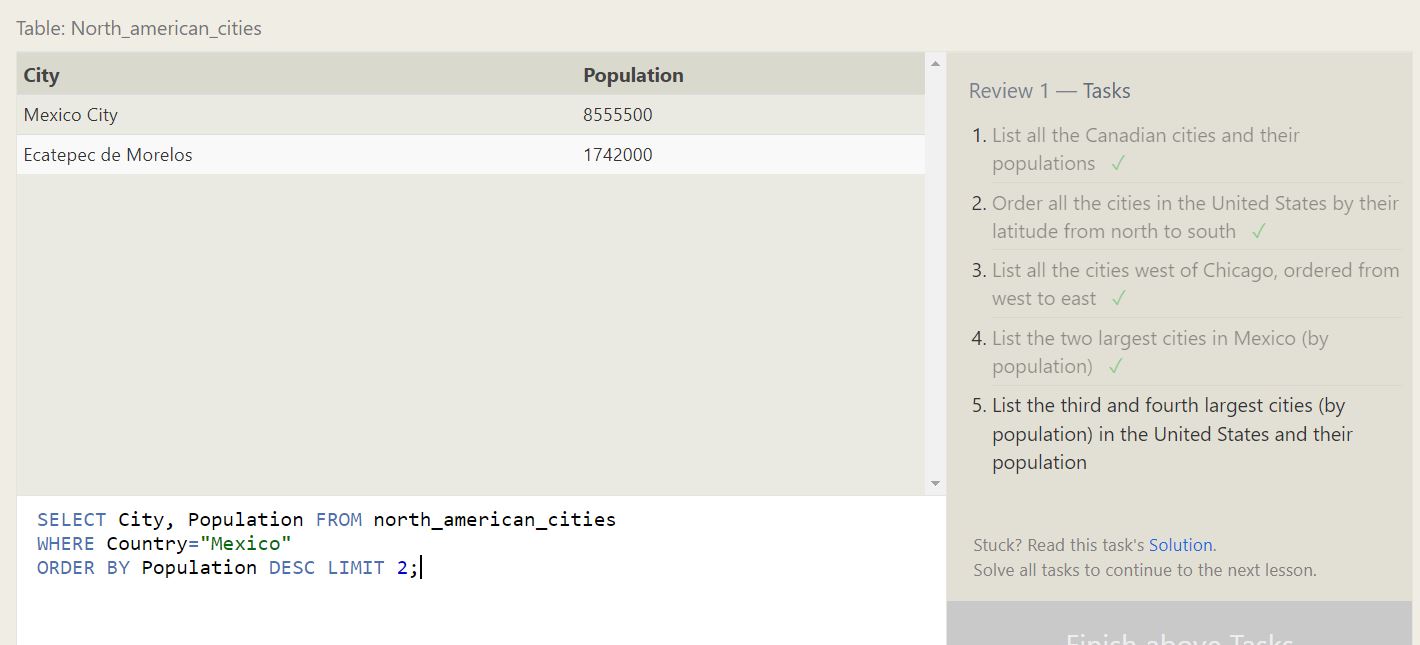 Table: North_american_cities
City Population
Mexico City 8555500
Ecatepec de Morelos 1742000
SELECT City, Population FROM north_american_cities
WHERE Country="Mexico"
ORDER BY Population DESC LIMIT 2;
Review 1 — Tasks
1. List all the Canadian cities and their
populations ✓
2. Order all the cities in the United States by their
latitude from north to south ✓
3. List all the cities west of Chicago, ordered from
west to east ✓
4. List the two largest cities in Mexico (by
population) ✓
5. List the third and fourth largest cities (by
population) in the United States and their
population
Stuck? Read this task's Solution.
Solve all tasks to continue to the next lesson.
Finish above Tasks